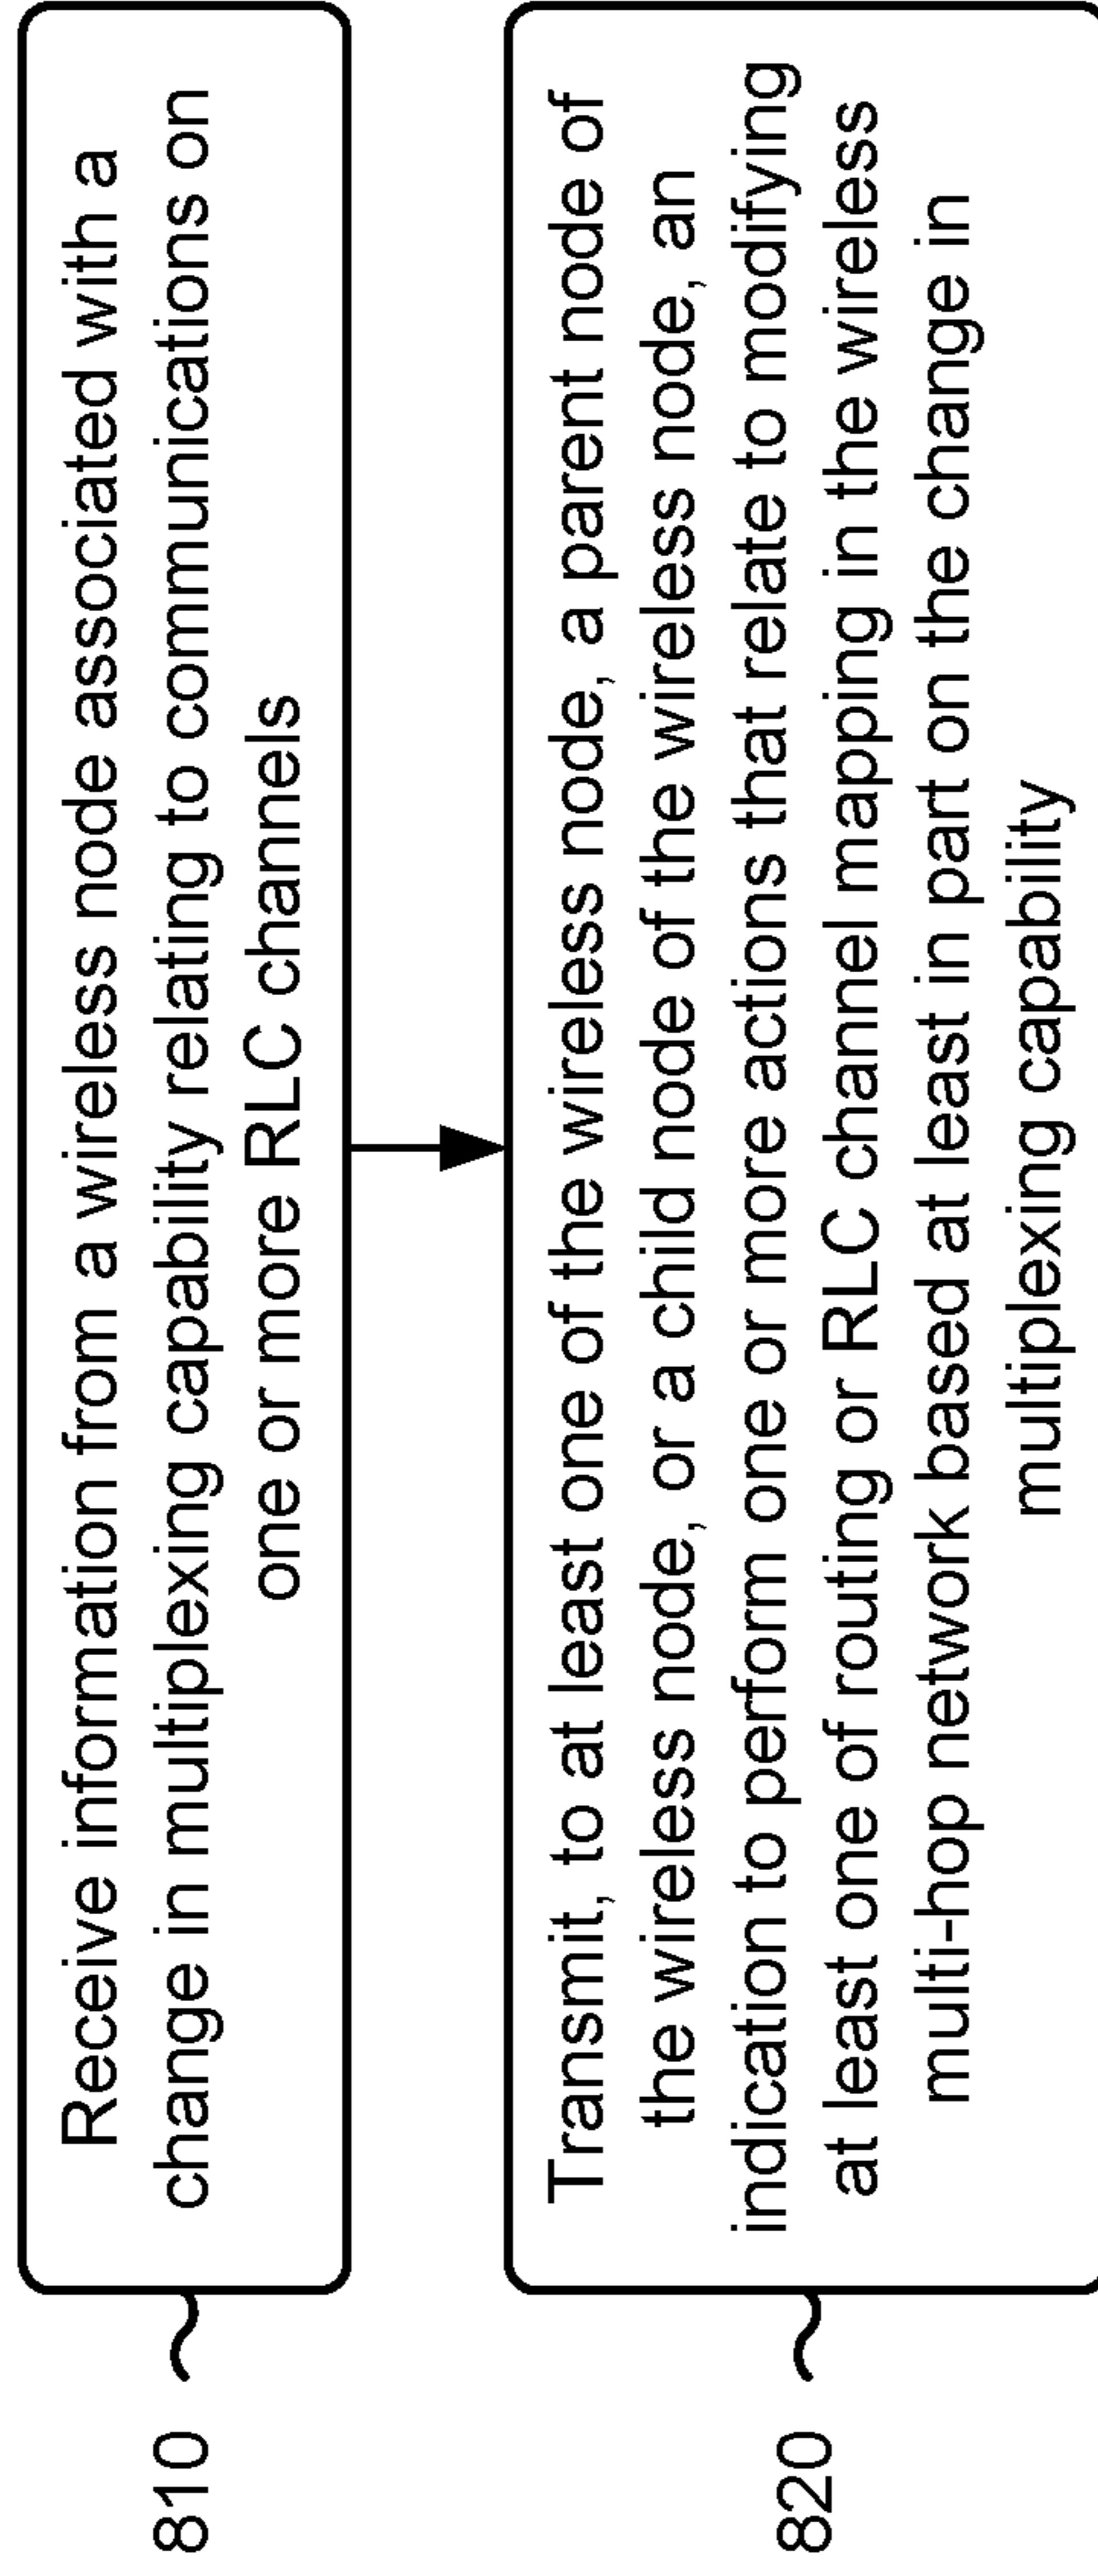 810
Receive information from a wireless node associated with a
change in multiplexing capability relating to communications on
one or more RLC channels
820
Transmit, to at least one of the wireless node, a parent node of
the wireless node, or a child node of the wireless node, an
indication to perform one or more actions that relate to modifying
at least one of routing or RLC channel mapping in the wireless
multi-hop network based at least in part on the change in
multiplexing capability